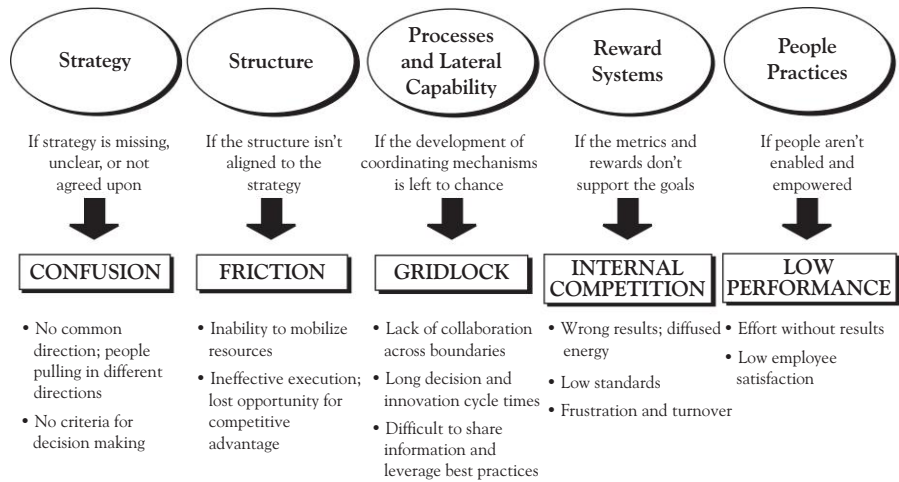 Strategy
If strategy is missing,
unclear, or not
agreed upon
CONFUSION
• No common
direction; people
pulling in different
directions
• No criteria for
decision making
Structure
If the structure isn’t
aligned to the
strategy
FRICTION
• Inability to mobilize
resources
• Ineffective execution;
lost opportunity for
competitive
advantage
Processes
and Lateral
Capability
If the development of
coordinating mechanisms
is left to chance
GRIDLOCK
• Lack of collaboration
across boundaries
• Long decision and
innovation cycle times
• Difficult to share
information and
leverage best practices
Reward
Systems
If the metrics and
rewards don’t
support the goals
INTERNAL
COMPETITION
• Wrong results; diffused
energy
• Low standards
• Frustration and turnover
People
Practices
If people aren’t
enabled and
empowered
LOW
PERFORMANCE
• Effort without results
• Low employee
satisfaction